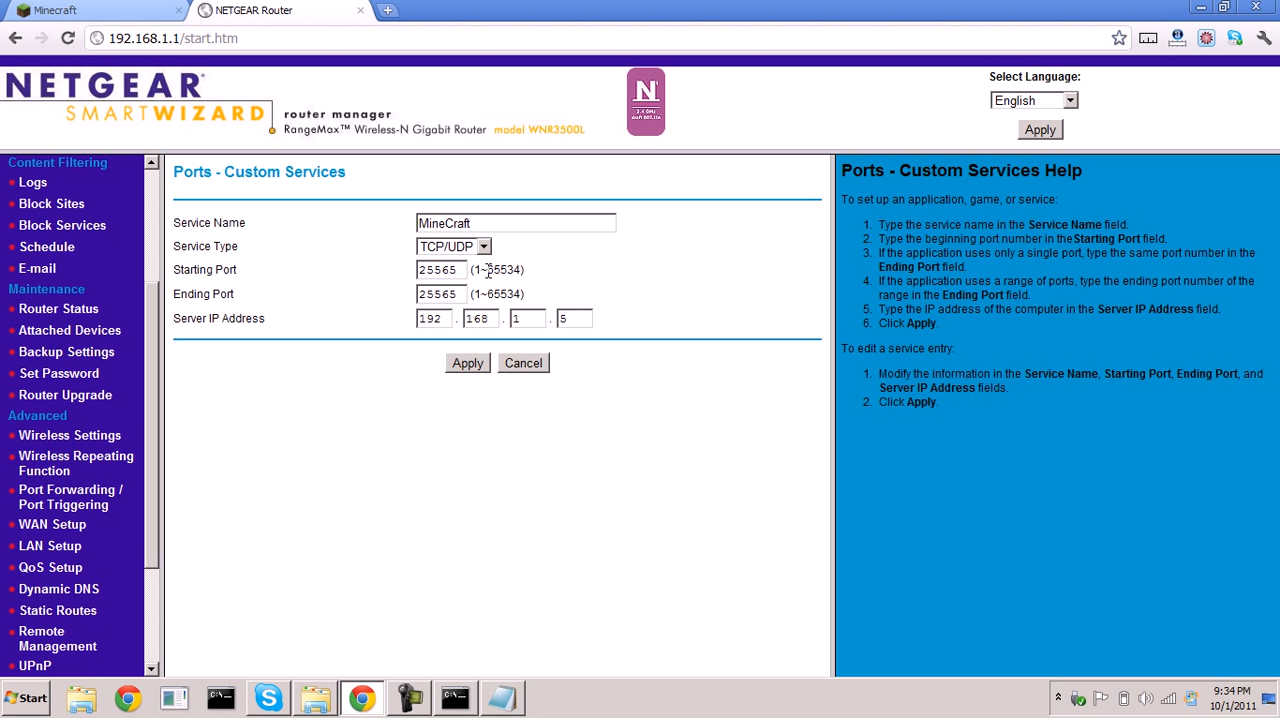 Minecraft
NETGEAR Router
192.168.1.1/start.htm
NETGEAR®
SMARTWIZARD
router manager
RangeMax™ Wireless-N Gigabit Router model WNR3500L
N
2.4 GHz
draft 802.11n
Select Language:
English
Apply
Content Filtering
Logs
Block Sites
Block Services
Schedule
E-mail
Maintenance
Router Status
Attached Devices
Backup Settings
Set Password
Router Upgrade
Advanced
Wireless Settings
Wireless Repeating
Function
Port Forwarding /
Port Triggering
WAN Setup
LAN Setup
QoS Setup
Dynamic DNS
Static Routes
Remote
Management
UPnP
Ports - Custom Services
Service Name MineCraft
Service Type TCP/UDP
Starting Port 25565 (1~65534)
Ending Port 25565 (1~65534)
Server IP Address 192 . 168 . 1 . 5
Apply Cancel
Ports - Custom Services Help
To set up an application, game, or service:
1. Type the service name in the Service Name field.
2. Type the beginning port number in theStarting Port field.
3. If the application uses only a single port, type the same port number in the
Ending Port field.
4. If the application uses a range of ports, type the ending port number of the
range in the Ending Port field.
5. Type the IP address of the computer in the Server IP Address field.
6. Click Apply.
To edit a service entry:
1. Modify the information in the Service Name, Starting Port, Ending Port, and
Server IP Address fields.
2. Click Apply.
Start
9:34 PM
10/1/2011